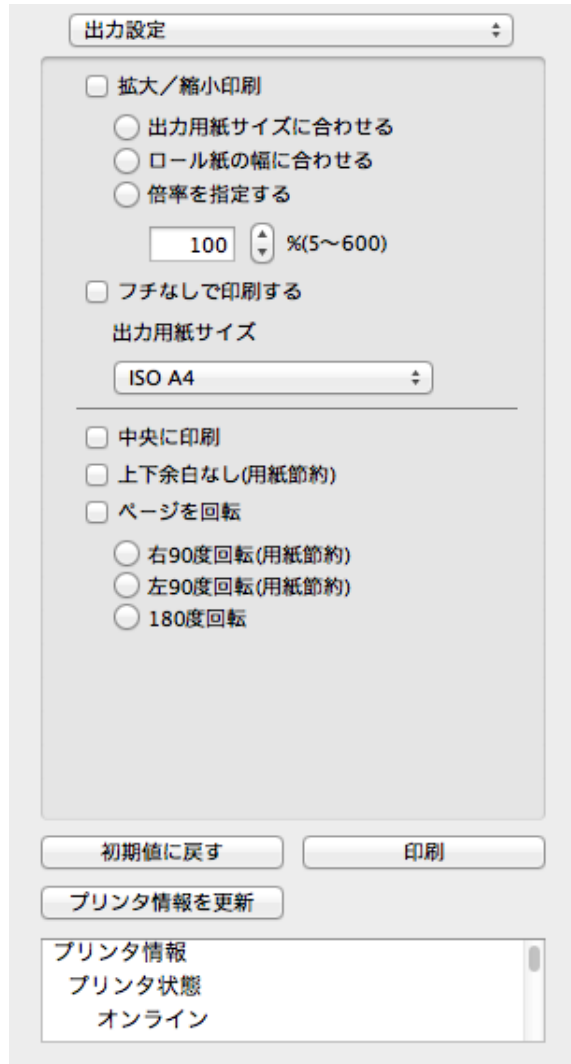 出力設定
拡大／縮小印刷
出力用紙サイズに合わせる
ロール紙の幅に合わせる
倍率を指定する
100 %(5～600)
フチなしで印刷する
出力用紙サイズ
ISO A4
中央に印刷
上下余白なし(用紙節約)
ページを回転
右90度回転(用紙節約)
左90度回転(用紙節約)
180度回転
初期値に戻す 印刷
プリンタ情報を更新
プリンタ情報
プリンタ状態
オンライン